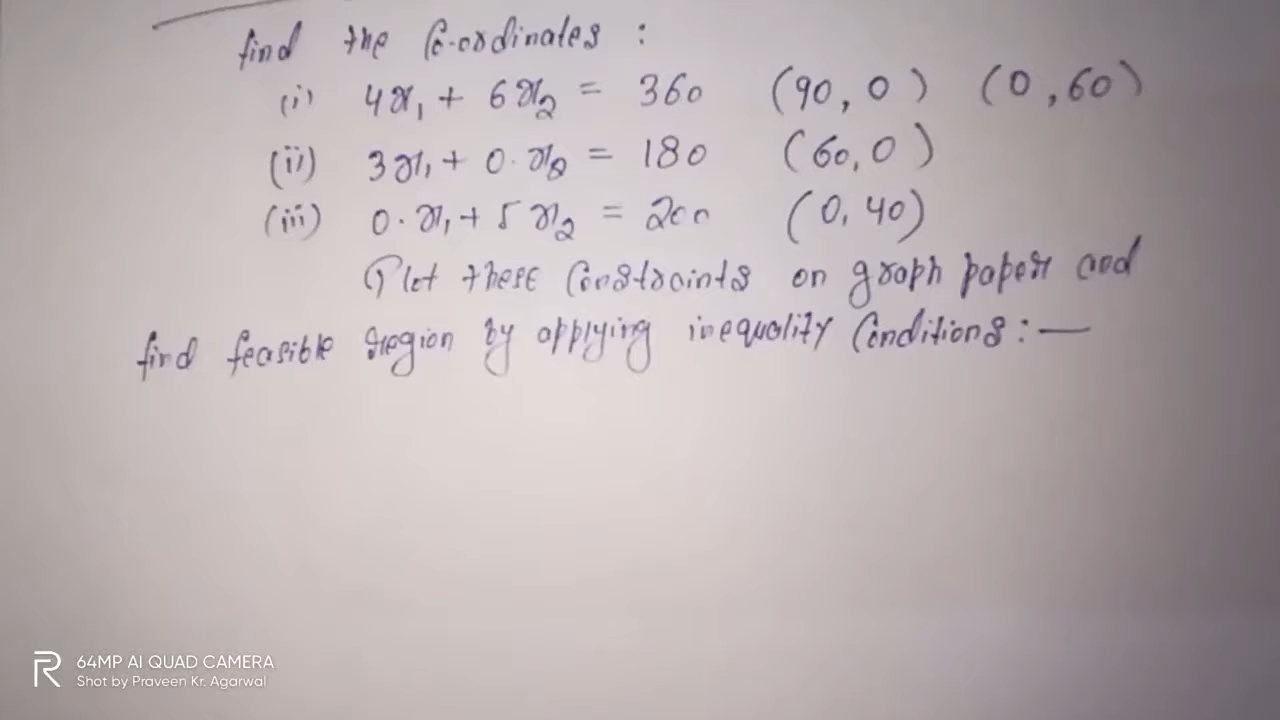 find the Co-ordinates :
(i) 4x₁ + 6x₂ = 360 (90, 0) (0, 60)
(ii) 3x₁ + 0.x₂ = 180 (60, 0)
(iii) 0.x₁ + 5x₂ = 200 (0, 40)
Plot these Constraints on graph paper and
find feasible region by applying inequality Conditions : —
R 64MP AI QUAD CAMERA
Shot by Praveen Kr. Agarwal